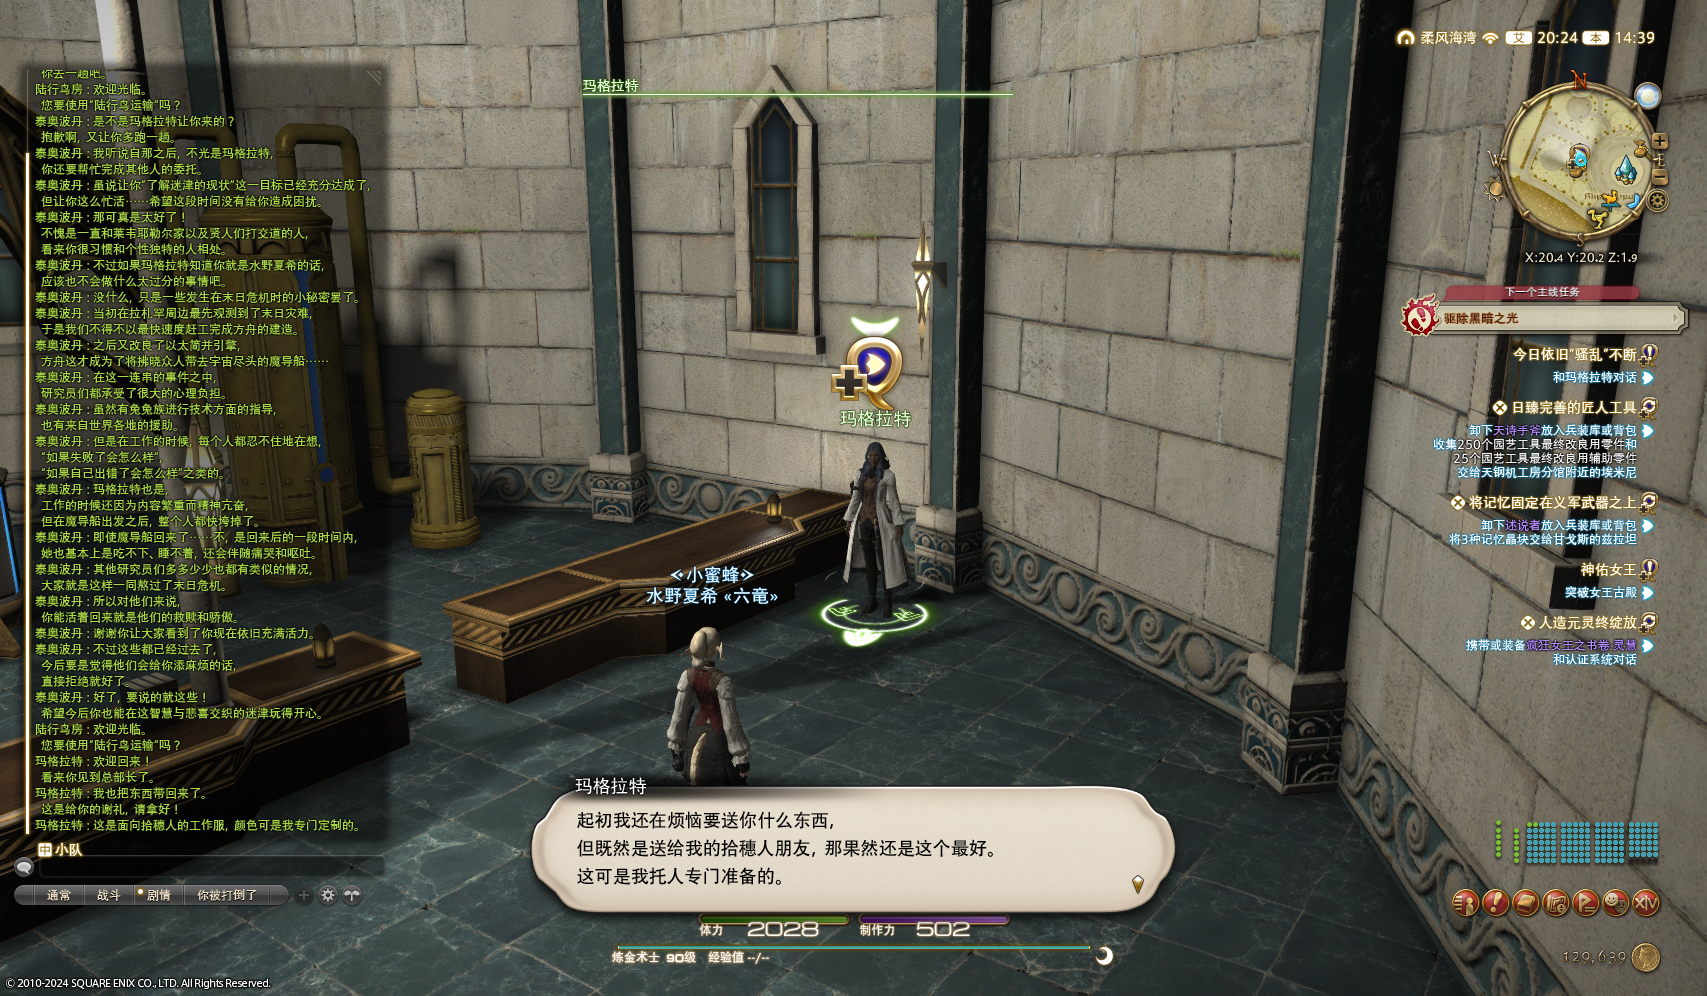 你去一趟吧。
陆行鸟房：欢迎光临。
您要使用“陆行鸟运输”吗？
泰奥波丹：是不是玛格拉特让你来的？
抱歉啊，又让你多跑一趟。
泰奥波丹：我听说自那之后，不光是玛格拉特，
你还要帮忙完成其他人的委托。
泰奥波丹：虽说让你“了解迷津的现状”这一目标已经充分达成了，
但让你这么忙活……希望这段时间没有给你造成困扰。
泰奥波丹：那可真是太好了！
不愧是一直和莱韦耶勒尔家以及贤人们打交道的人，
看来你很习惯和个性独特的人相处。
泰奥波丹：不过如果玛格拉特知道你就是水野夏希的话，
应该也不会做什么太过分的事情吧。
泰奥波丹：没什么，只是一些发生在末日危机时的小秘密罢了。
泰奥波丹：当初在拉札罕周边最先观测到了末日灾难，
于是我们不得不以最快速度赶工完成方舟的建造。
泰奥波丹：之后又改良了以太简并引擎，
方舟这才成为了将拂晓众人带去宇宙尽头的魔导船……
泰奥波丹：在这一连串的事件之中，
研究员们都承受了很大的心理负担。
泰奥波丹：虽然有兔兔族进行技术方面的指导，
也有来自世界各地的援助。
泰奥波丹：但是在工作的时候，每个人都忍不住地在想，
“如果失败了会怎么样”，
“如果自己出错了会怎么样”之类的。
泰奥波丹：玛格拉特也是，
工作的时候还因为内容繁重而精神亢奋，
但在魔导船出发之后，整个人都快垮掉了。
泰奥波丹：即使魔导船回来了……不，是回来后的一段时间内，
她也基本上是吃不下、睡不着，还会伴随痛哭和呕吐。
泰奥波丹：其他研究员们多多少少也都有类似的情况，
大家就是这样一同熬过了末日危机。
泰奥波丹：所以对他们来说，
你能活着回来就是他们的救赎和骄傲。
泰奥波丹：谢谢你让大家看到了你现在依旧充满活力。
泰奥波丹：不过这些都已经过去了，
今后要是觉得他们会给你添麻烦的话，
直接拒绝就好了。
泰奥波丹：好了，要说的就这些！
希望今后你也能在这智慧与悲喜交织的迷津玩得开心。
陆行鸟房：欢迎光临。
您要使用“陆行鸟运输”吗？
玛格拉特：欢迎回来！
看来你见到总部长了。
玛格拉特：我也把东西带回来了。
这是给你的谢礼，请拿好！
玛格拉特：这是面向拾穗人的工作服，颜色可是我专门定制的。
小队
通常 战斗 剧情 你被打倒了
© 2010-2024 SQUARE ENIX CO., LTD. All Rights Reserved.
玛格拉特
玛格拉特
<小蜜蜂>
水野夏希 «六竜»
玛格拉特
起初我还在烦恼要送你什么东西，
但既然是送给我的拾穗人朋友，那果然还是这个最好。
这可是我托人专门准备的。
体力 2028 制作力 502
炼金术士 90级 经验值 --/--
柔风海湾 艾 20:24 本 14:39
N
W
E
S
X:20.4 Y:20.2 Z:1.9
下一个主线任务
驱除黑暗之光
今日依旧“骚乱”不断
和玛格拉特对话
日臻完善的匠人工具
卸下天诗手斧放入兵装库或背包
收集250个园艺工具最终改良用零件和
25个园艺工具最终改良用辅助零件
交给天钢机工房分馆附近的埃米尼
将记忆固定在义军武器之上
卸下述说者放入兵装库或背包
将3种记忆晶块交给甘戈斯的兹拉坦
神佑女王
突破女王古殿
人造元灵终绽放
携带或装备疯狂女王之书卷 灵慧
和认证系统对话
XIV
129,639